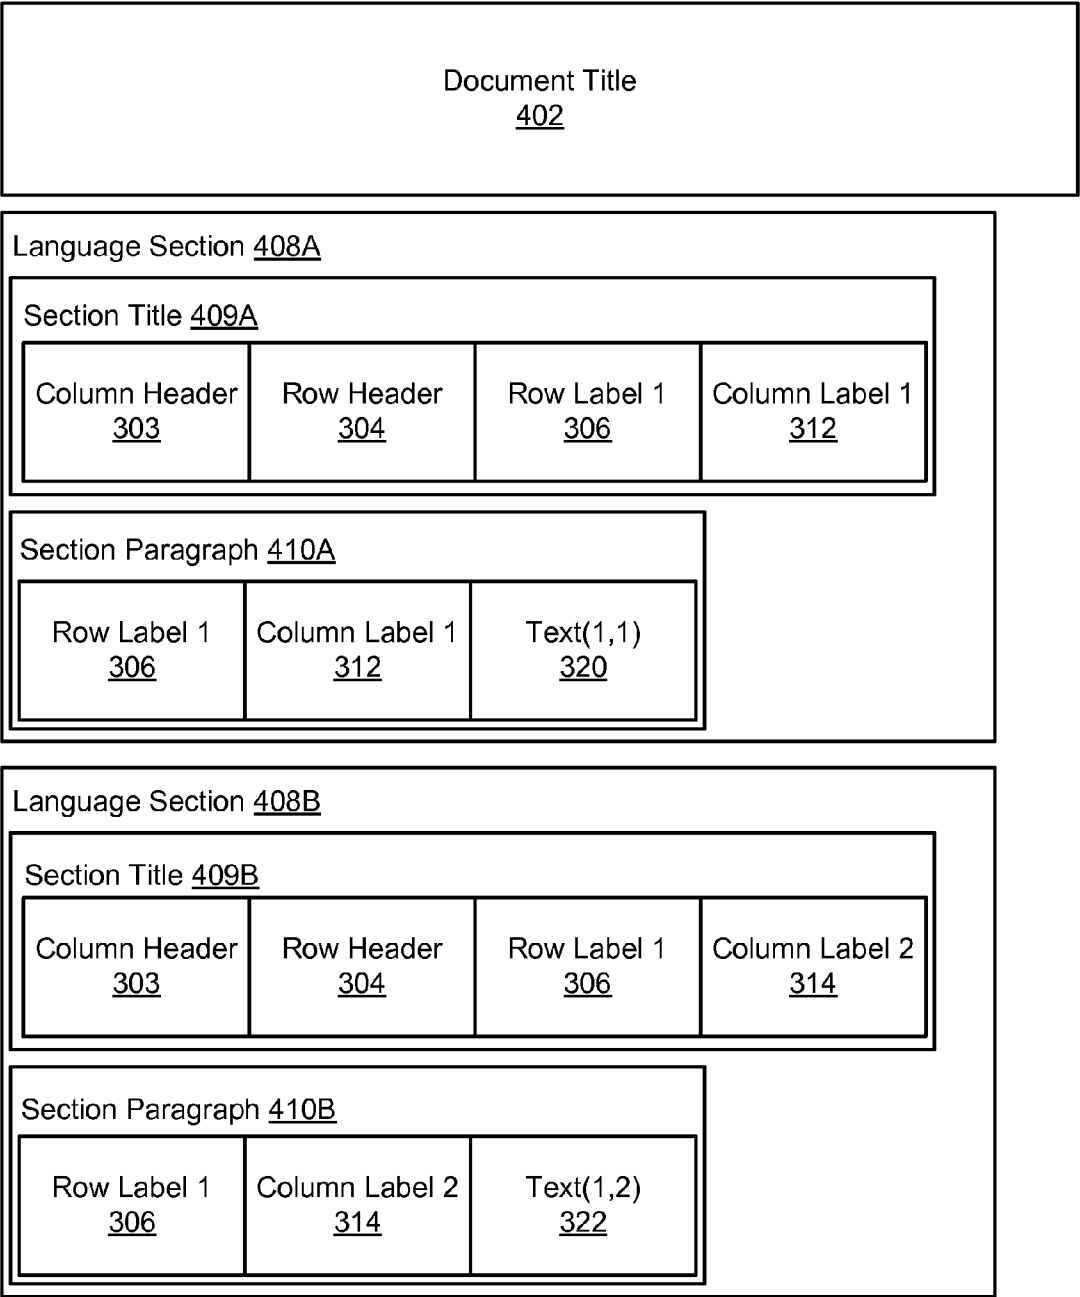 Document Title
402
Language Section 408A
Section Title 409A
Column Header Row Header Row Label 1 Column Label 1
303 304 306 312
Section Paragraph 410A
Row Label 1 Column Label 1 Text(1,1)
306 312 320
Language Section 408B
Section Title 409B
Column Header Row Header Row Label 1 Column Label 2
303 304 306 314
Section Paragraph 410B
Row Label 1 Column Label 2 Text(1,2)
306 314 322